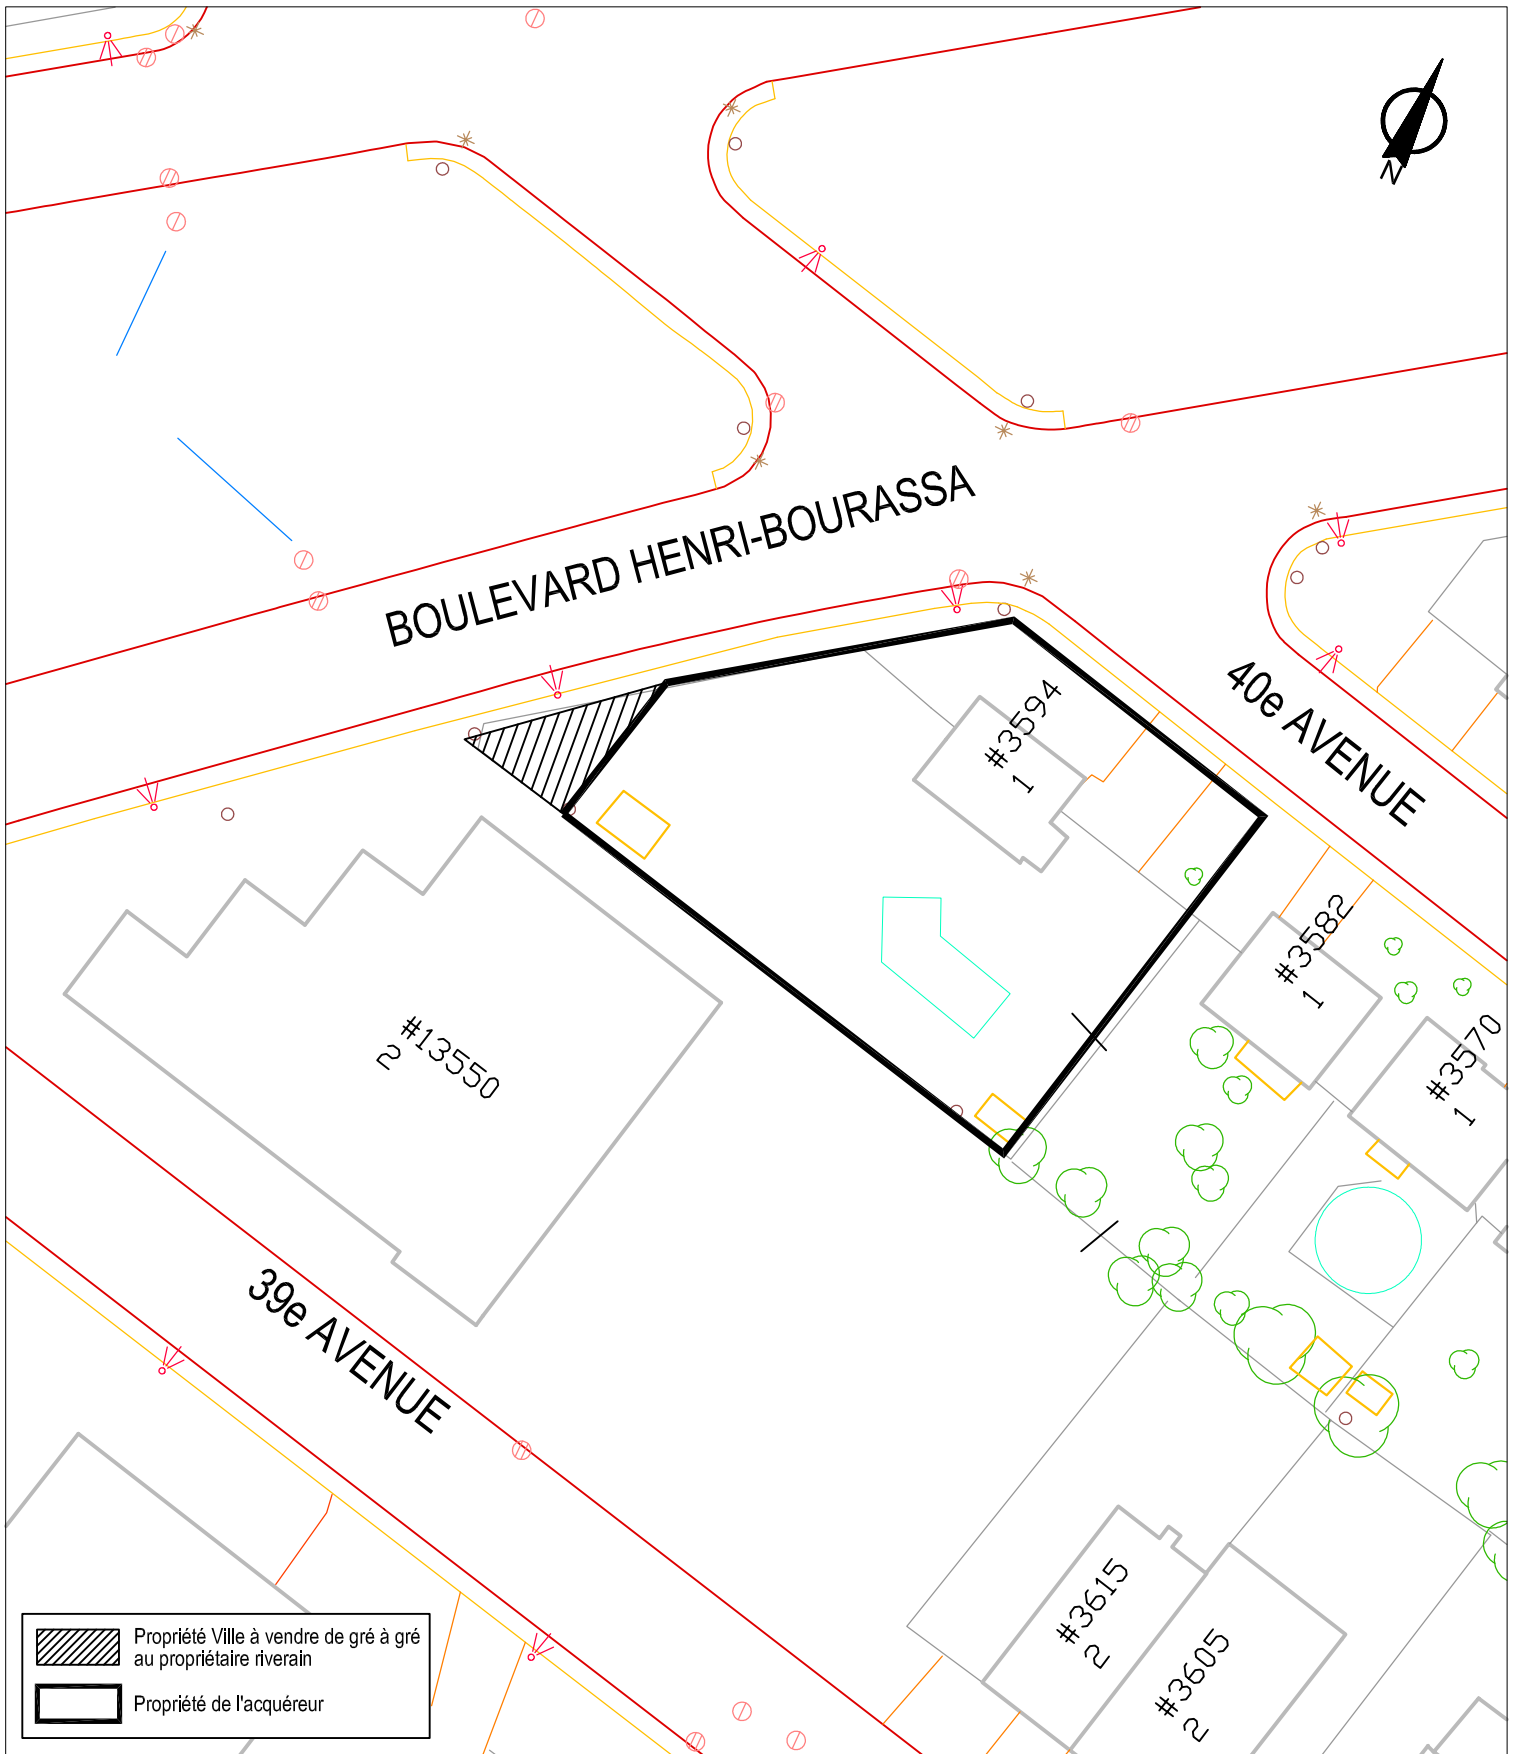 N
BOULEVARD HENRI-BOURASSA
40e AVENUE
#3594
1
#3582
1
#3570
1
#13550
2
39e AVENUE
#3615
2
#3605
2
Propriété Ville à vendre de gré à gré
au propriétaire riverain
Propriété de l'acquéreur